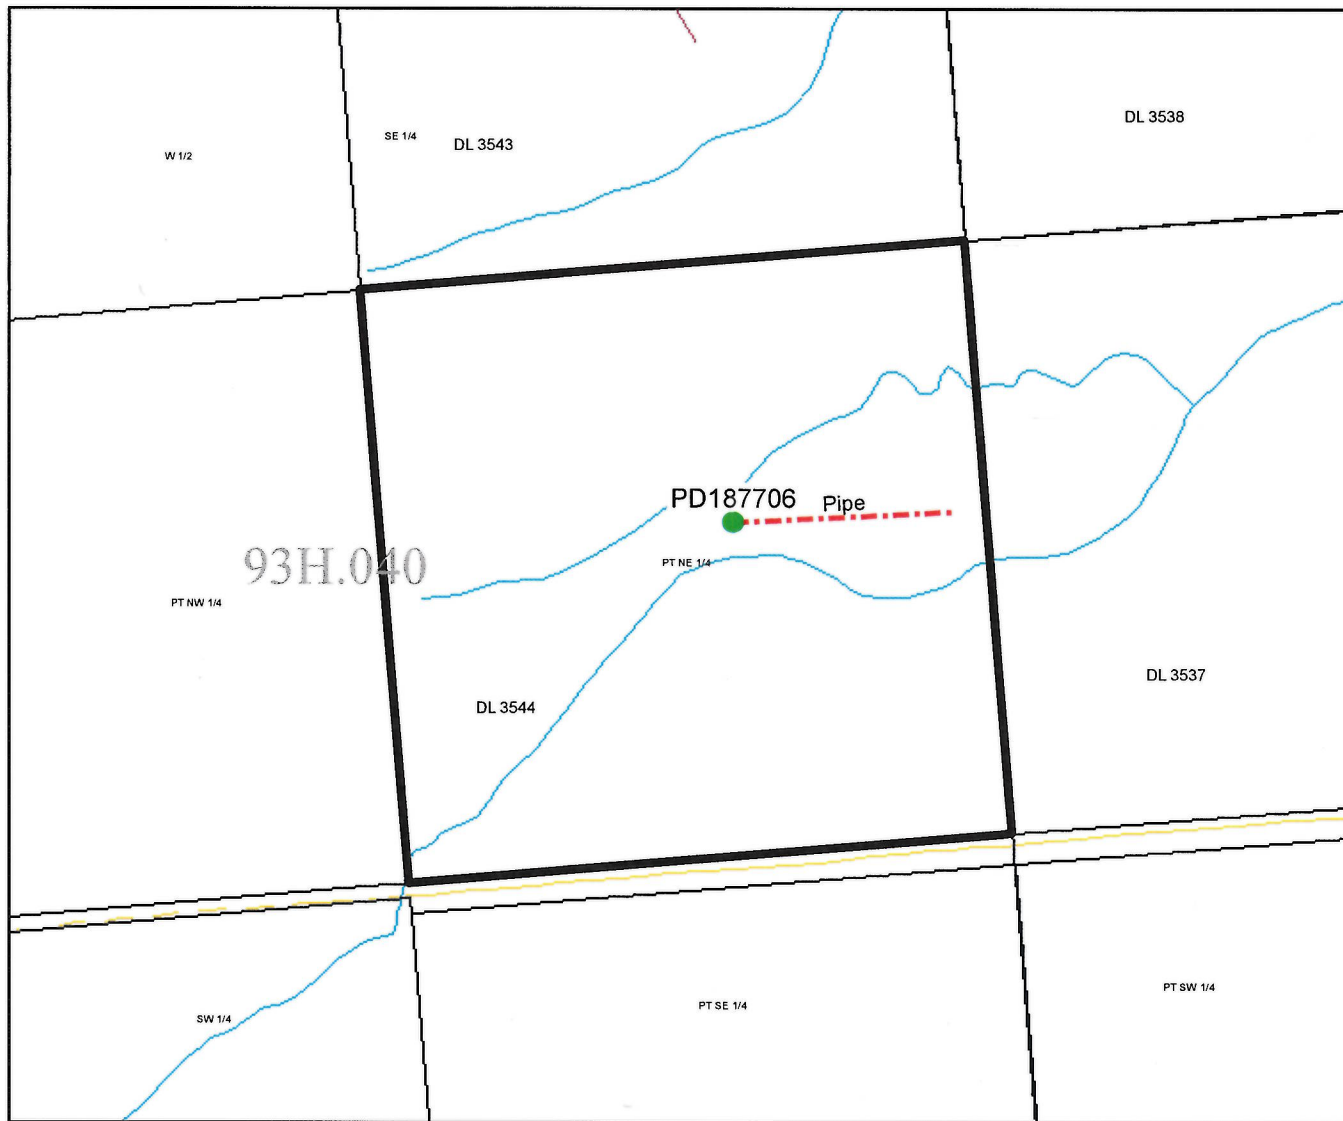 DL 3538
SE 1/4
DL 3543
W 1/2
PD187706
Pipe
PT NE 1/4
93H.040
PT NW 1/4
DL 3537
DL 3544
PT SW 1/4
PT SE 1/4
SW 1/4